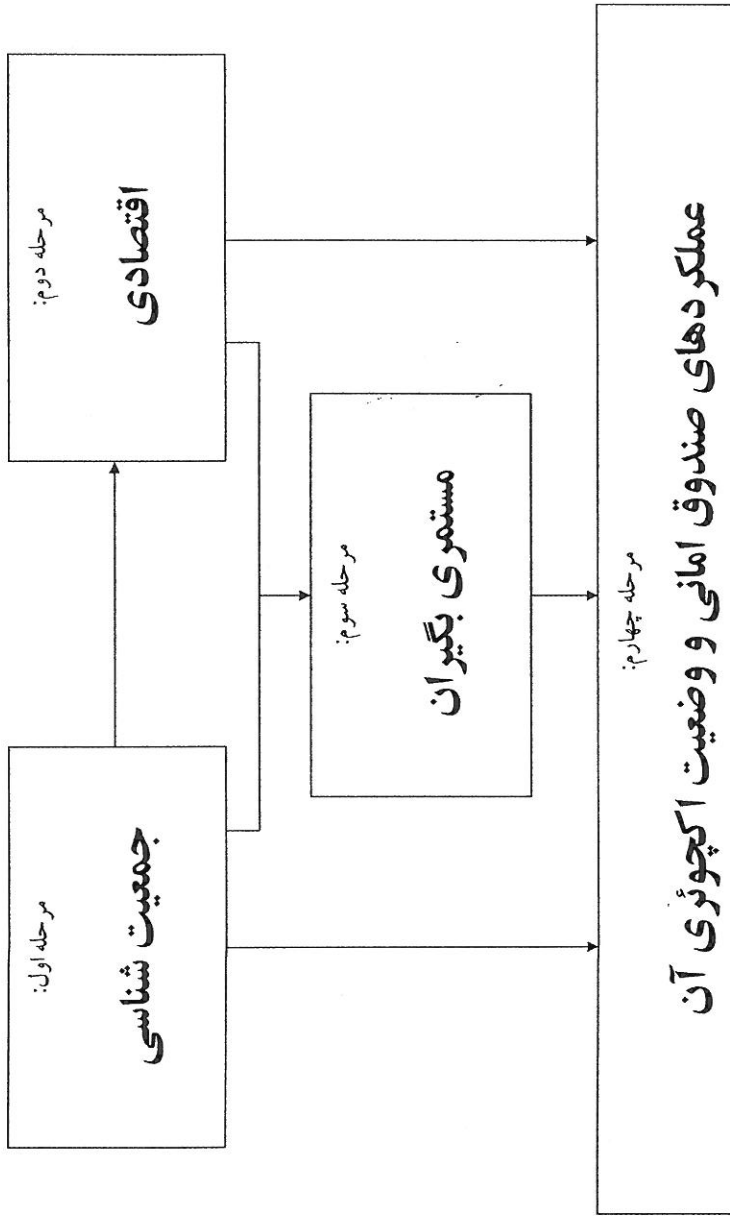 مرحله اول:
جمعیت شناسی
مرحله دوم:
اقتصادی
مرحله سوم:
مستمری بگیران
مرحله چهارم:
عملکردهای صندوق امانی و وضعیت اکچوئری آن